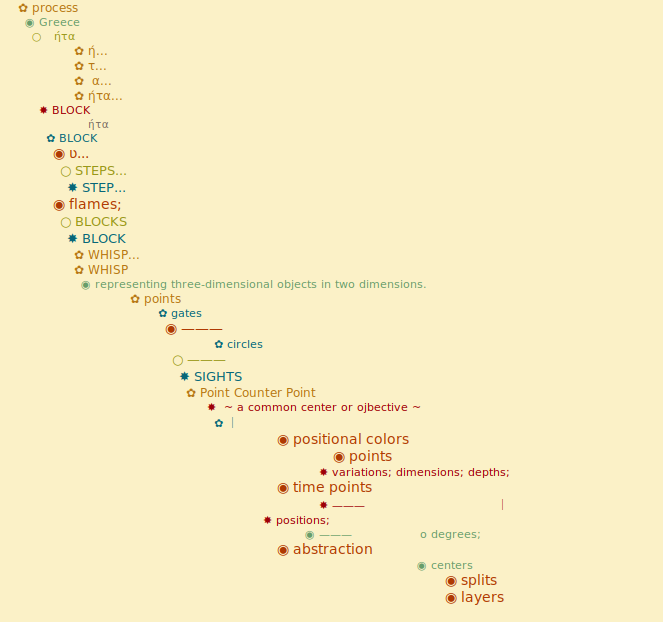 ✿ process
◉ Greece
○ ήτα
✿ ή...
✿ τ...
✿ α...
✿ ήτα...
✸ BLOCK
ήτα
✿ BLOCK
◉ υ...
○ STEPS...
✸ STEP...
◉ flames;
○ BLOCKS
✸ BLOCK
✿ WHISP...
✿ WHISP
◉ representing three-dimensional objects in two dimensions.
✿ points
✿ gates
◉ ———
✿ circles
○ ———
✸ SIGHTS
✿ Point Counter Point
✸ ~ a common center or ojbective ~
✿ |
◉ positional colors
◉ points
✸ variations; dimensions; depths;
◉ time points
✸ ——— |
✸ positions;
◉ ——— o degrees;
◉ abstraction
◉ centers
◉ splits
◉ layers